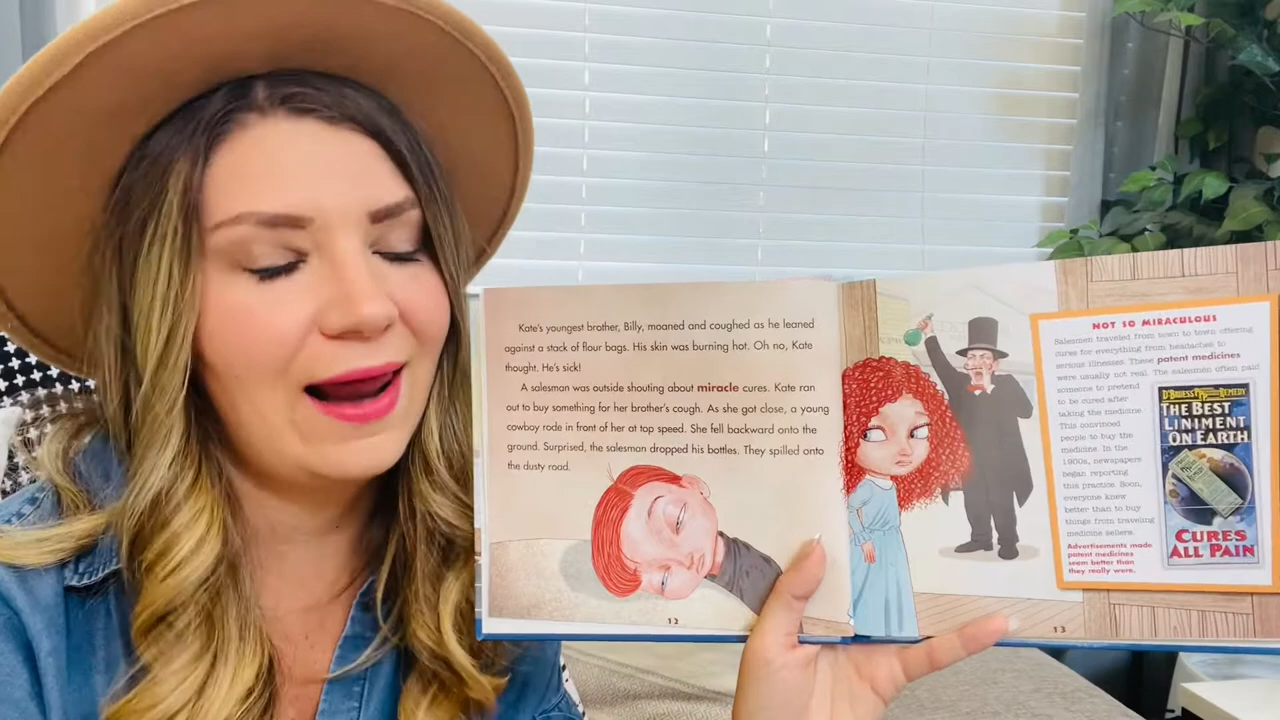 Kate's youngest brother, Billy, moaned and coughed as he leaned
against a stack of flour bags. His skin was burning hot. Oh no, Kate
thought. He's sick!
A salesman was outside shouting about miracle cures. Kate ran
out to buy something for her brother's cough. As she got close, a young
cowboy rode in front of her at top speed. She fell backward onto the
ground. Surprised, the salesman dropped his bottles. They spilled onto
the dusty road.
12
NOT SO MIRACULOUS
Salesmen traveled from town to town offering
cures for everything from headaches to
serious illnesses. These patent medicines
were usually not real. The salesmen often paid
someone to pretend
to be cured after
taking the medicine.
This convinced
people to buy the
medicine. In the
1900s, newspapers
began reporting
this practice. Soon,
everyone knew
better than to buy
things from traveling
medicine sellers.
Advertisements made
patent medicines
seem better than
they really were.
REMEDY
THE BEST
LINIMENT
ON EARTH
CURES
ALL PAIN
13